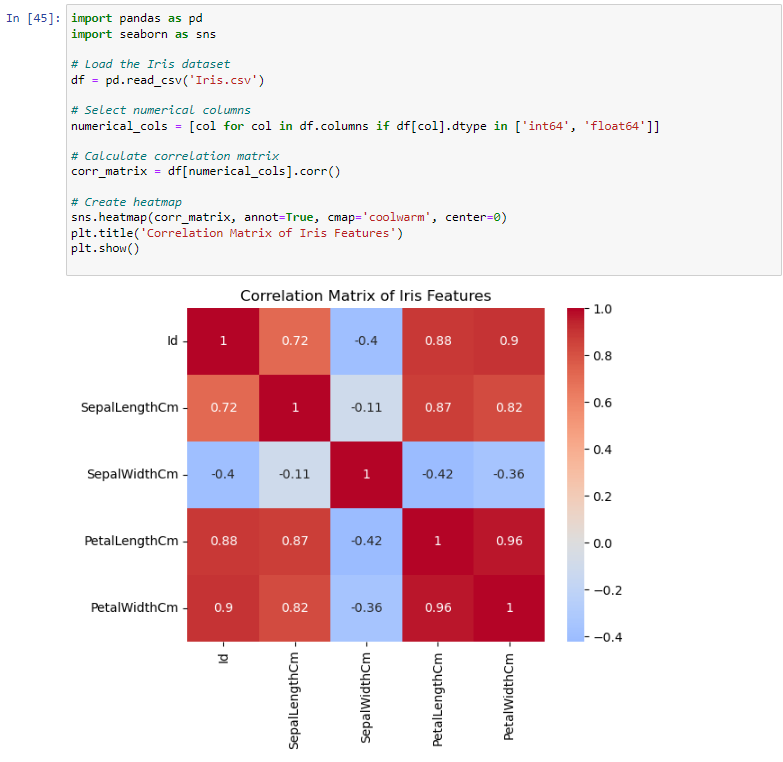 In [45]: import pandas as pd
import seaborn as sns
# Load the Iris dataset
df = pd.read_csv('Iris.csv')
# Select numerical columns
numerical_cols = [col for col in df.columns if df[col].dtype in ['int64', 'float64']]
# Calculate correlation matrix
corr_matrix = df[numerical_cols].corr()
# Create heatmap
sns.heatmap(corr_matrix, annot=True, cmap='coolwarm', center=0)
plt.title('Correlation Matrix of Iris Features')
plt.show()
Correlation Matrix of Iris Features
Id 1 0.72 -0.4 0.88 0.9
SepalLengthCm 0.72 1 -0.11 0.87 0.82
SepalWidthCm -0.4 -0.11 1 -0.42 -0.36
PetalLengthCm 0.88 0.87 -0.42 1 0.96
PetalWidthCm 0.9 0.82 -0.36 0.96 1
Id SepalLengthCm SepalWidthCm PetalLengthCm PetalWidthCm
1.0
0.8
0.6
0.4
0.2
0.0
−0.2
−0.4